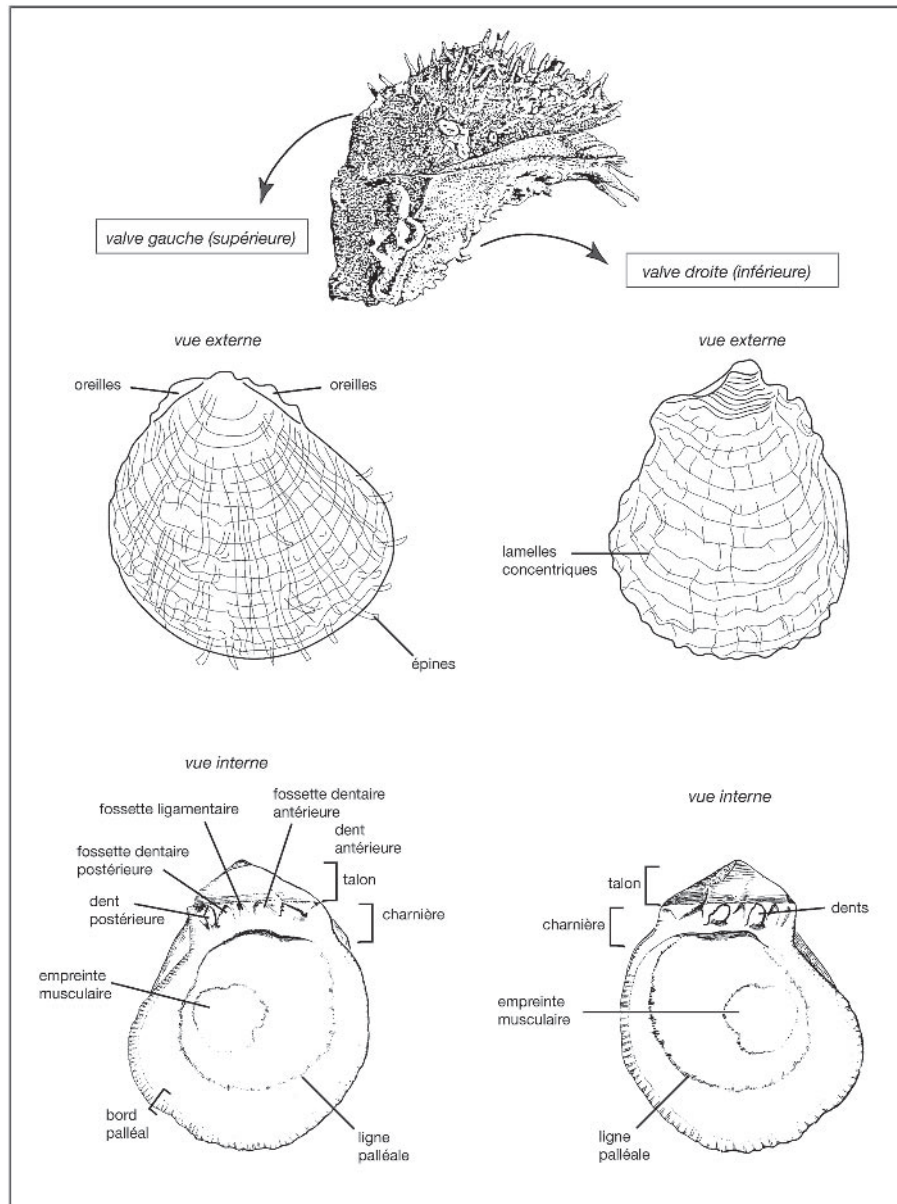 valve gauche (supérieure)
valve droite (inférieure)
vue externe
oreilles
oreilles
épines
vue externe
lamelles
concentriques
vue interne
fossette ligamentaire
fossette dentaire
antérieure
dent
antérieure
fossette dentaire
postérieure
talon
dent
postérieure
charnière
empreinte
musculaire
bord
palléal
ligne
palléale
vue interne
talon
dents
charnière
empreinte
musculaire
ligne
palléale